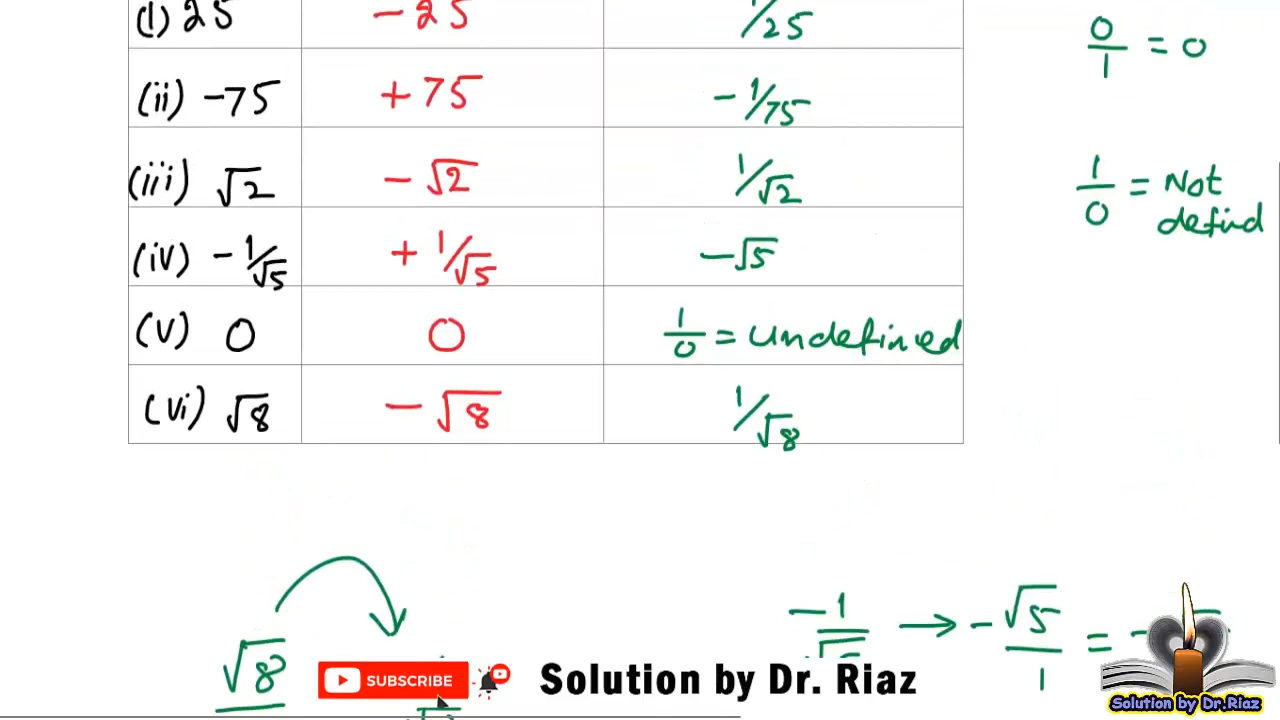 (i) 25 -25 1/25
0/1 = 0
(ii) -75 +75 -1/75
(iii) √2 -√2 1/√2
1/0 = Not defind
(iv) -1/√5 +1/√5 -√5
(v) 0 0 1/0 = undefined
(vi) √8 -√8 1/√8
-1/√5 → -√5/1 =
√8
SUBSCRIBE
Solution by Dr. Riaz
Solution by Dr.Riaz